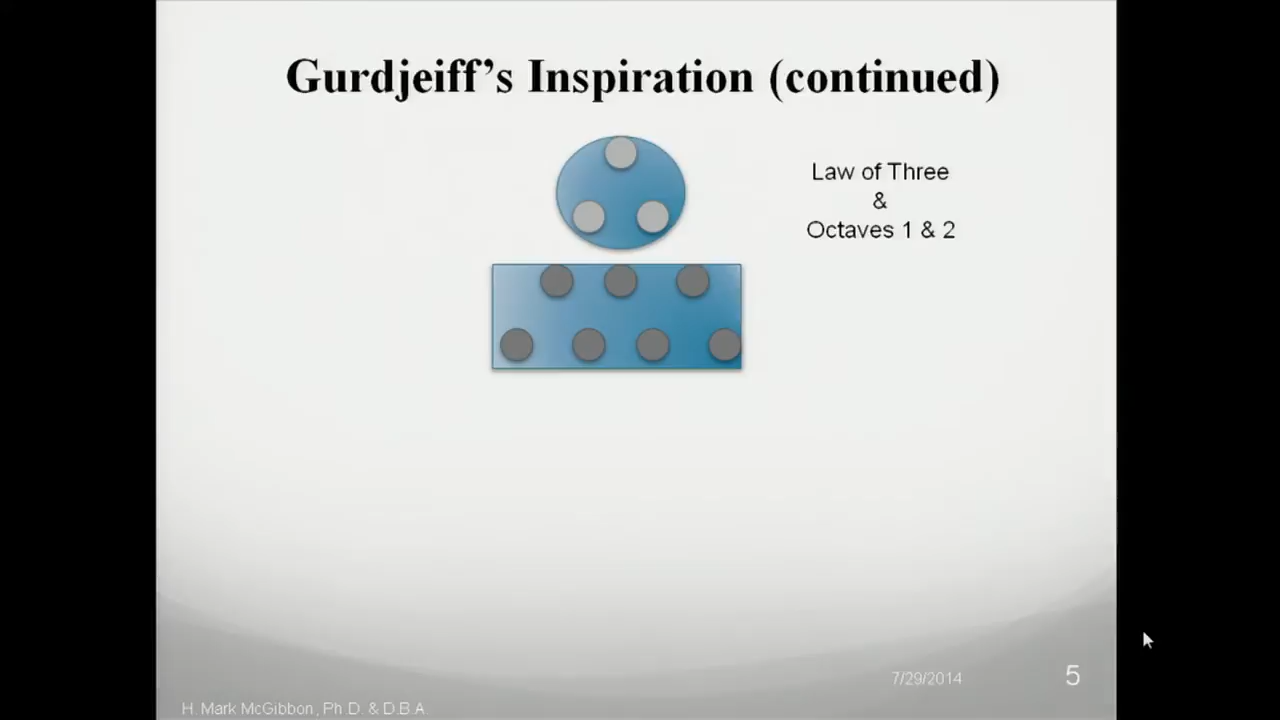 Gurdjeiff’s Inspiration (continued)
Law of Three
&
Octaves 1 & 2
7/29/2014
5
H. Mark McGibbon, Ph.D. & D.B.A.